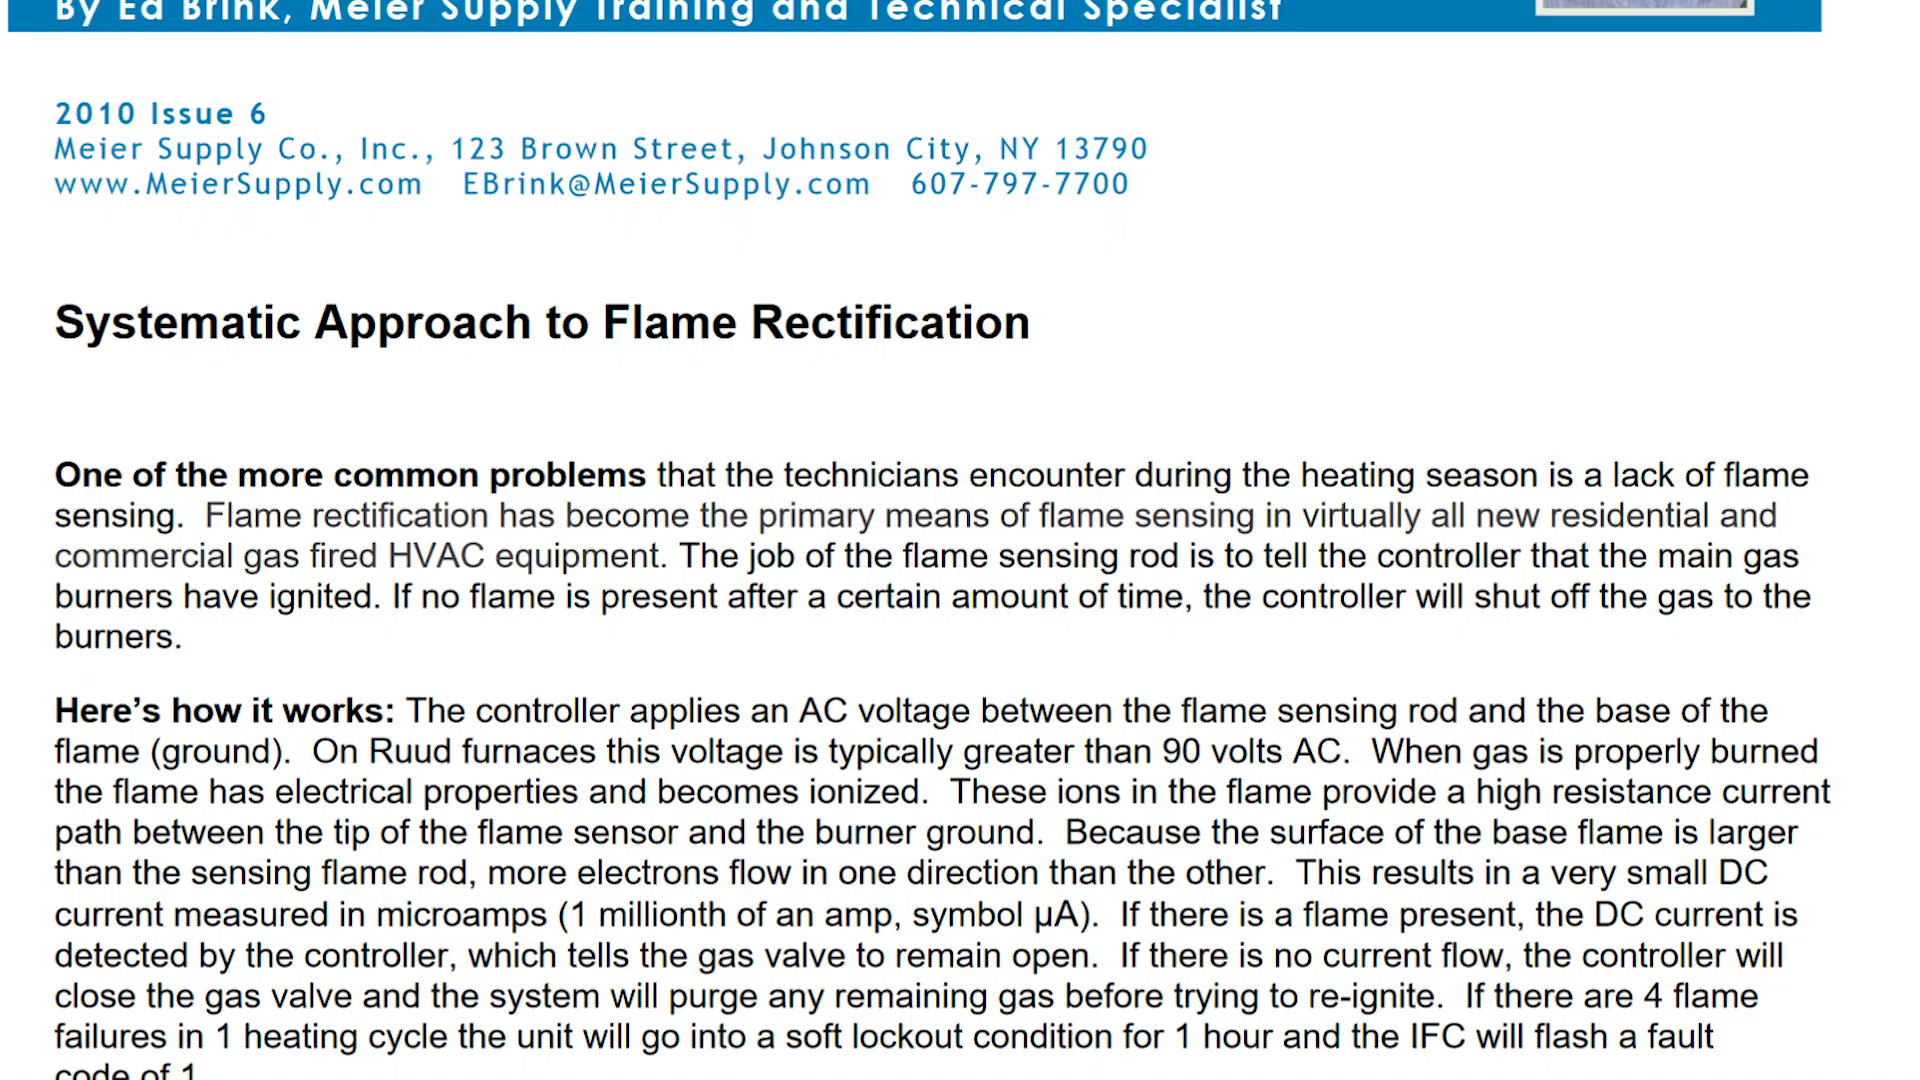 By Ed Brink, Meier Supply Training and Technical Specialist
2010 Issue 6
Meier Supply Co., Inc., 123 Brown Street, Johnson City, NY 13790
www.MeierSupply.com EBrink@MeierSupply.com 607-797-7700
Systematic Approach to Flame Rectification
One of the more common problems that the technicians encounter during the heating season is a lack of flame
sensing. Flame rectification has become the primary means of flame sensing in virtually all new residential and
commercial gas fired HVAC equipment. The job of the flame sensing rod is to tell the controller that the main gas
burners have ignited. If no flame is present after a certain amount of time, the controller will shut off the gas to the
burners.
Here’s how it works: The controller applies an AC voltage between the flame sensing rod and the base of the
flame (ground). On Ruud furnaces this voltage is typically greater than 90 volts AC. When gas is properly burned
the flame has electrical properties and becomes ionized. These ions in the flame provide a high resistance current
path between the tip of the flame sensor and the burner ground. Because the surface of the base flame is larger
than the sensing flame rod, more electrons flow in one direction than the other. This results in a very small DC
current measured in microamps (1 millionth of an amp, symbol µA). If there is a flame present, the DC current is
detected by the controller, which tells the gas valve to remain open. If there is no current flow, the controller will
close the gas valve and the system will purge any remaining gas before trying to re-ignite. If there are 4 flame
failures in 1 heating cycle the unit will go into a soft lockout condition for 1 hour and the IFC will flash a fault
code of 1